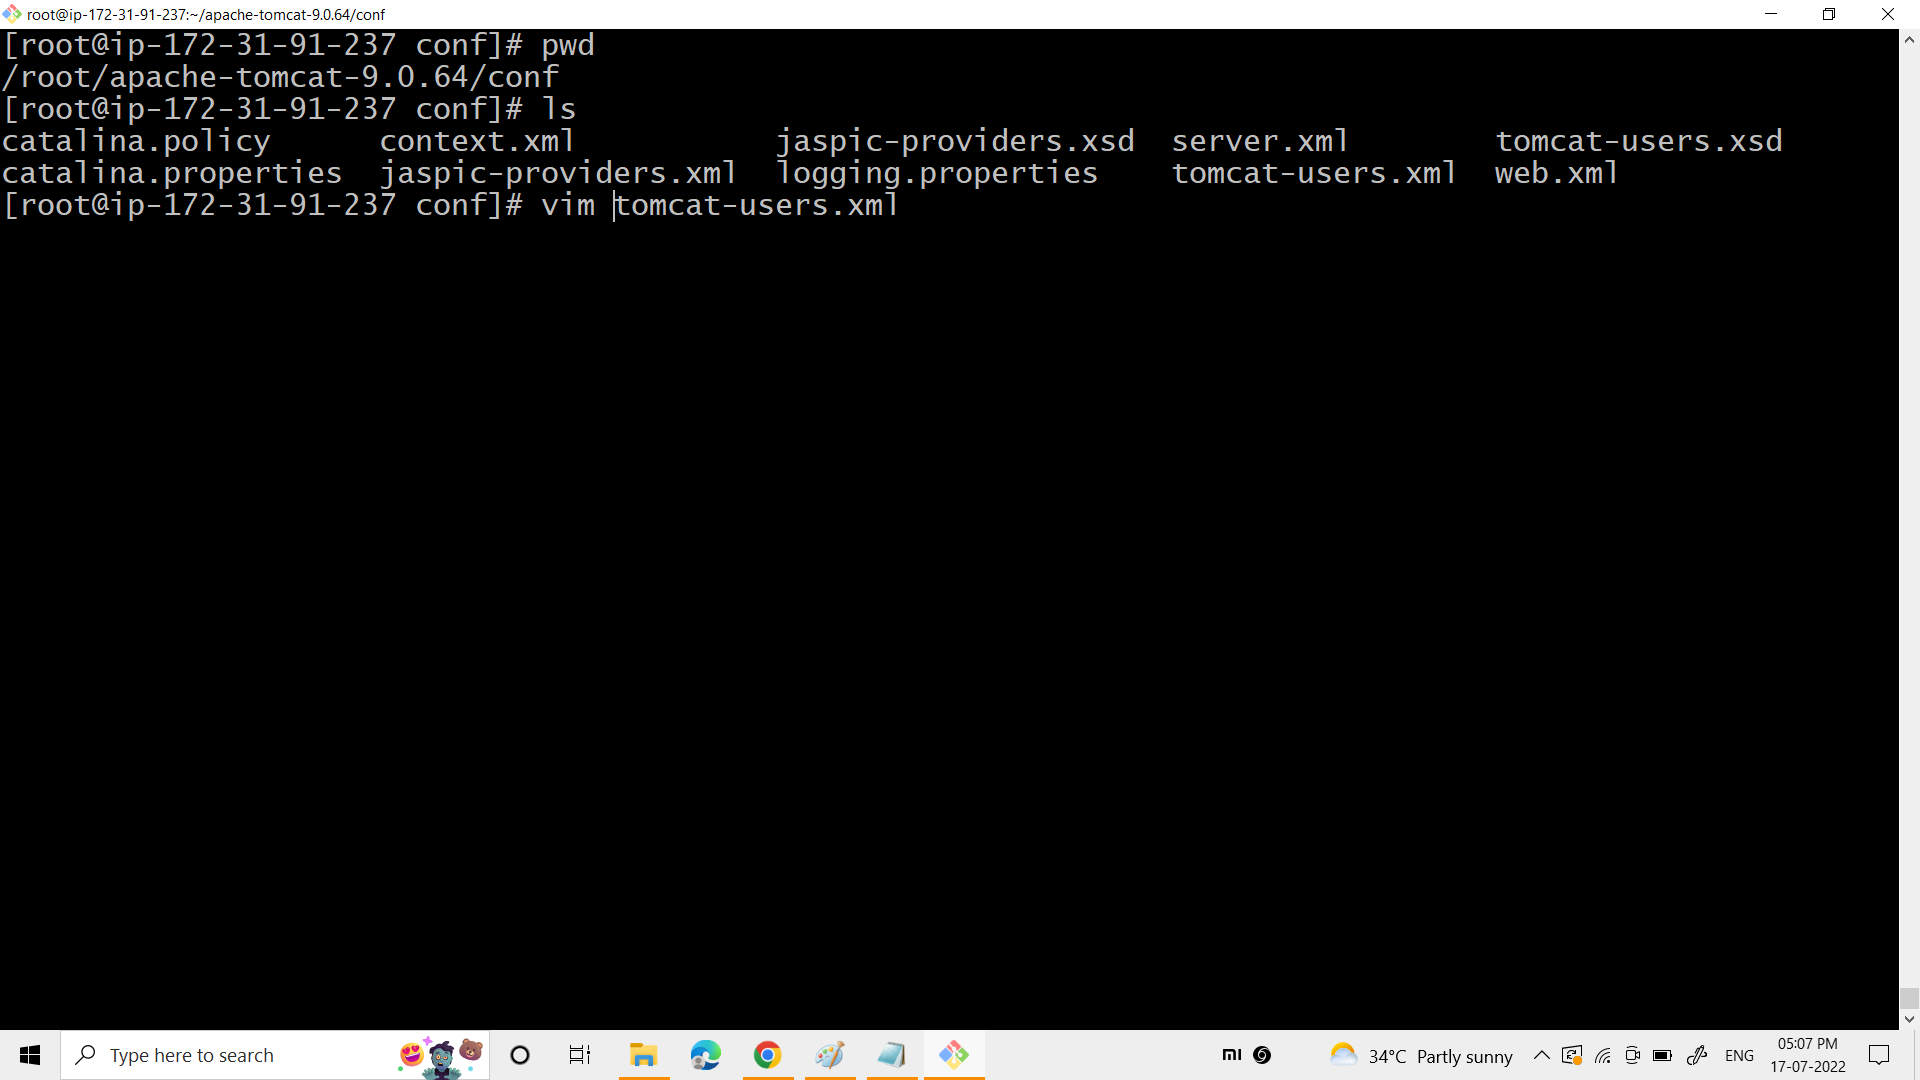 root@ip-172-31-91-237:~/apache-tomcat-9.0.64/conf
[root@ip-172-31-91-237 conf]# pwd
/root/apache-tomcat-9.0.64/conf
[root@ip-172-31-91-237 conf]# ls
catalina.policy      context.xml           jaspic-providers.xsd  server.xml        tomcat-users.xsd
catalina.properties  jaspic-providers.xml  logging.properties    tomcat-users.xml  web.xml
[root@ip-172-31-91-237 conf]# vim tomcat-users.xml
Type here to search
mi
34°C Partly sunny
ENG
05:07 PM
17-07-2022